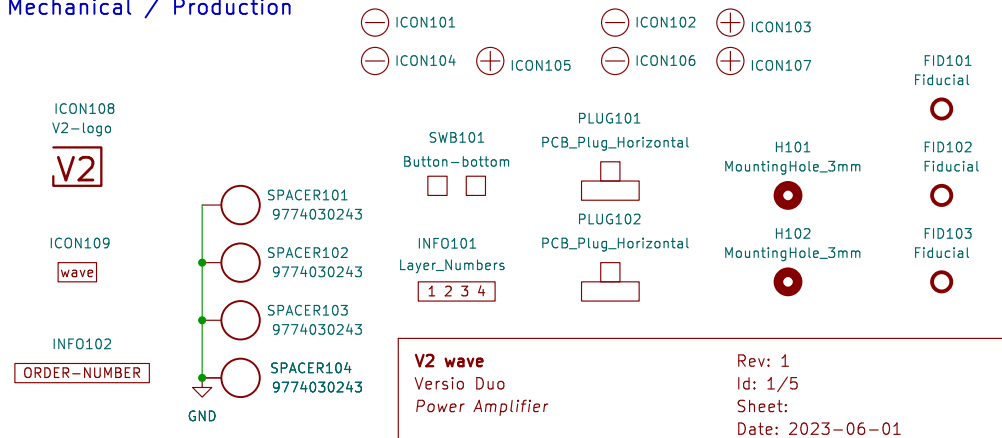 Mechanical / Production
ICON101
ICON102
ICON103
ICON104
ICON105
ICON106
ICON107
FID101
Fiducial
ICON108
V2-logo
V2
SWB101
Button-bottom
PLUG101
PCB_Plug_Horizontal
H101
MountingHole_3mm
FID102
Fiducial
SPACER101
9774030243
ICON109
wave
SPACER102
9774030243
INFO101
Layer_Numbers
1 2 3 4
PLUG102
PCB_Plug_Horizontal
H102
MountingHole_3mm
FID103
Fiducial
SPACER103
9774030243
INFO102
ORDER-NUMBER
SPACER104
9774030243
GND
V2 wave
Versio Duo
Power Amplifier
Rev: 1
Id: 1/5
Sheet:
Date: 2023-06-01